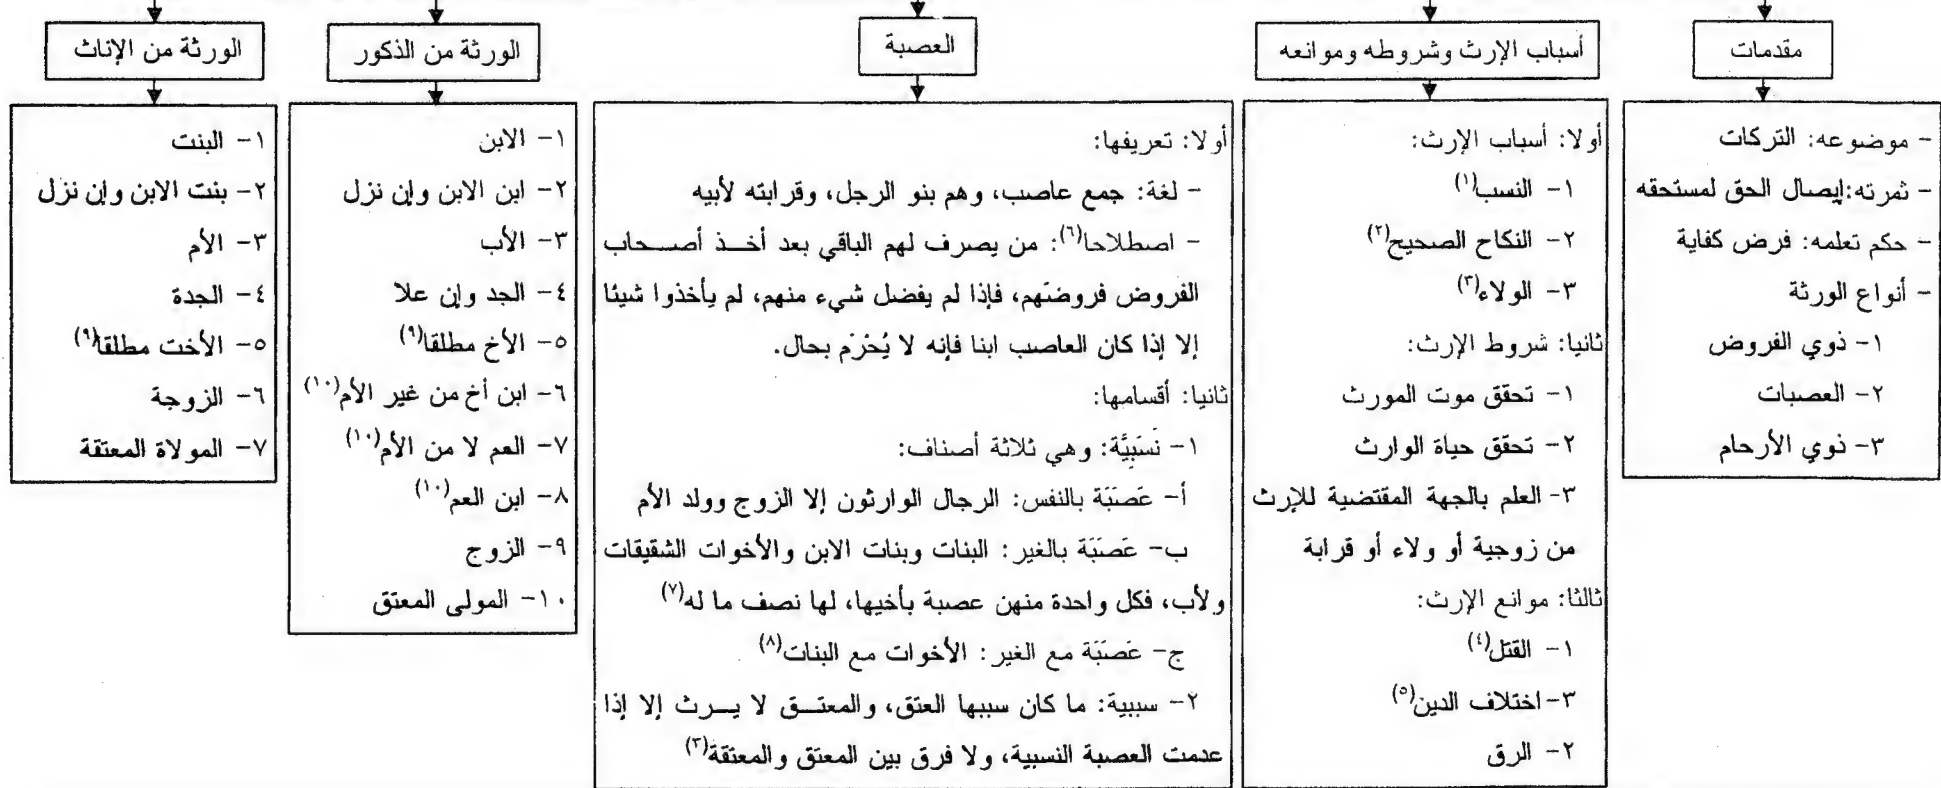 مقدمات
- موضوعه: التركات
- ثمرته:إيصال الحق لمستحقه
- حكم تعلمه: فرض كفاية
- أنواع الورثة
١- ذوي الفروض
٢- العصبات
٣- ذوي الأرحام
أسباب الإرث وشروطه وموانعه
أولا: أسباب الإرث:
١- النسب(١)
٢- النكاح الصحيح(٢)
٣- الولاء(٣)
ثانيا: شروط الإرث:
١- تحقق موت المورث
٢- تحقق حياة الوارث
٣- العلم بالجهة المقتضية للإرث
من زوجية أو ولاء أو قرابة
ثالثا: موانع الإرث:
١- القتل(٤)
٣- اختلاف الدين(٥)
٢- الرق
العصبة
أولا: تعريفها:
- لغة: جمع عاصب، وهم بنو الرجل، وقرابته لأبيه
- اصطلاحا(٦): من يصرف لهم الباقي بعد أخذ أصحاب
الفروض فروضَهم، فإذا لم يفضل شيء منهم، لم يأخذوا شيئا
إلا إذا كان العاصب ابنا فإنه لا يُحْرَم بحال.
ثانيا: أقسامها:
١- نَسَبِيَّة: وهي ثلاثة أصناف:
أ- عَصَبَة بالنفس: الرجال الوارثون إلا الزوج وولد الأم
ب- عَصَبَة بالغير: البنات وبنات الابن والأخوات الشقيقات
ولأب، فكل واحدة منهن عصبة بأخيها، لها نصف ما له(٧)
ج- عَصَبَة مع الغير: الأخوات مع البنات(٨)
٢- سببية: ما كان سببها العتق، والمعتق لا يرث إلا إذا
عدمت العصبة النسبية، ولا فرق بين المعتق والمعتقة(٣)
الورثة من الذكور
١- الابن
٢- ابن الابن وإن نزل
٣- الأب
٤- الجد وإن علا
٥- الأخ مطلقا(٩)
٦- ابن أخ من غير الأم(١٠)
٧- العم لا من الأم(١٠)
٨- ابن العم(١٠)
٩- الزوج
١٠- المولى المعتق
الورثة من الإناث
١- البنت
٢- بنت الابن وإن نزل
٣- الأم
٤- الجدة
٥- الأخت مطلقا(٩)
٦- الزوجة
٧- المولاة المعتقة